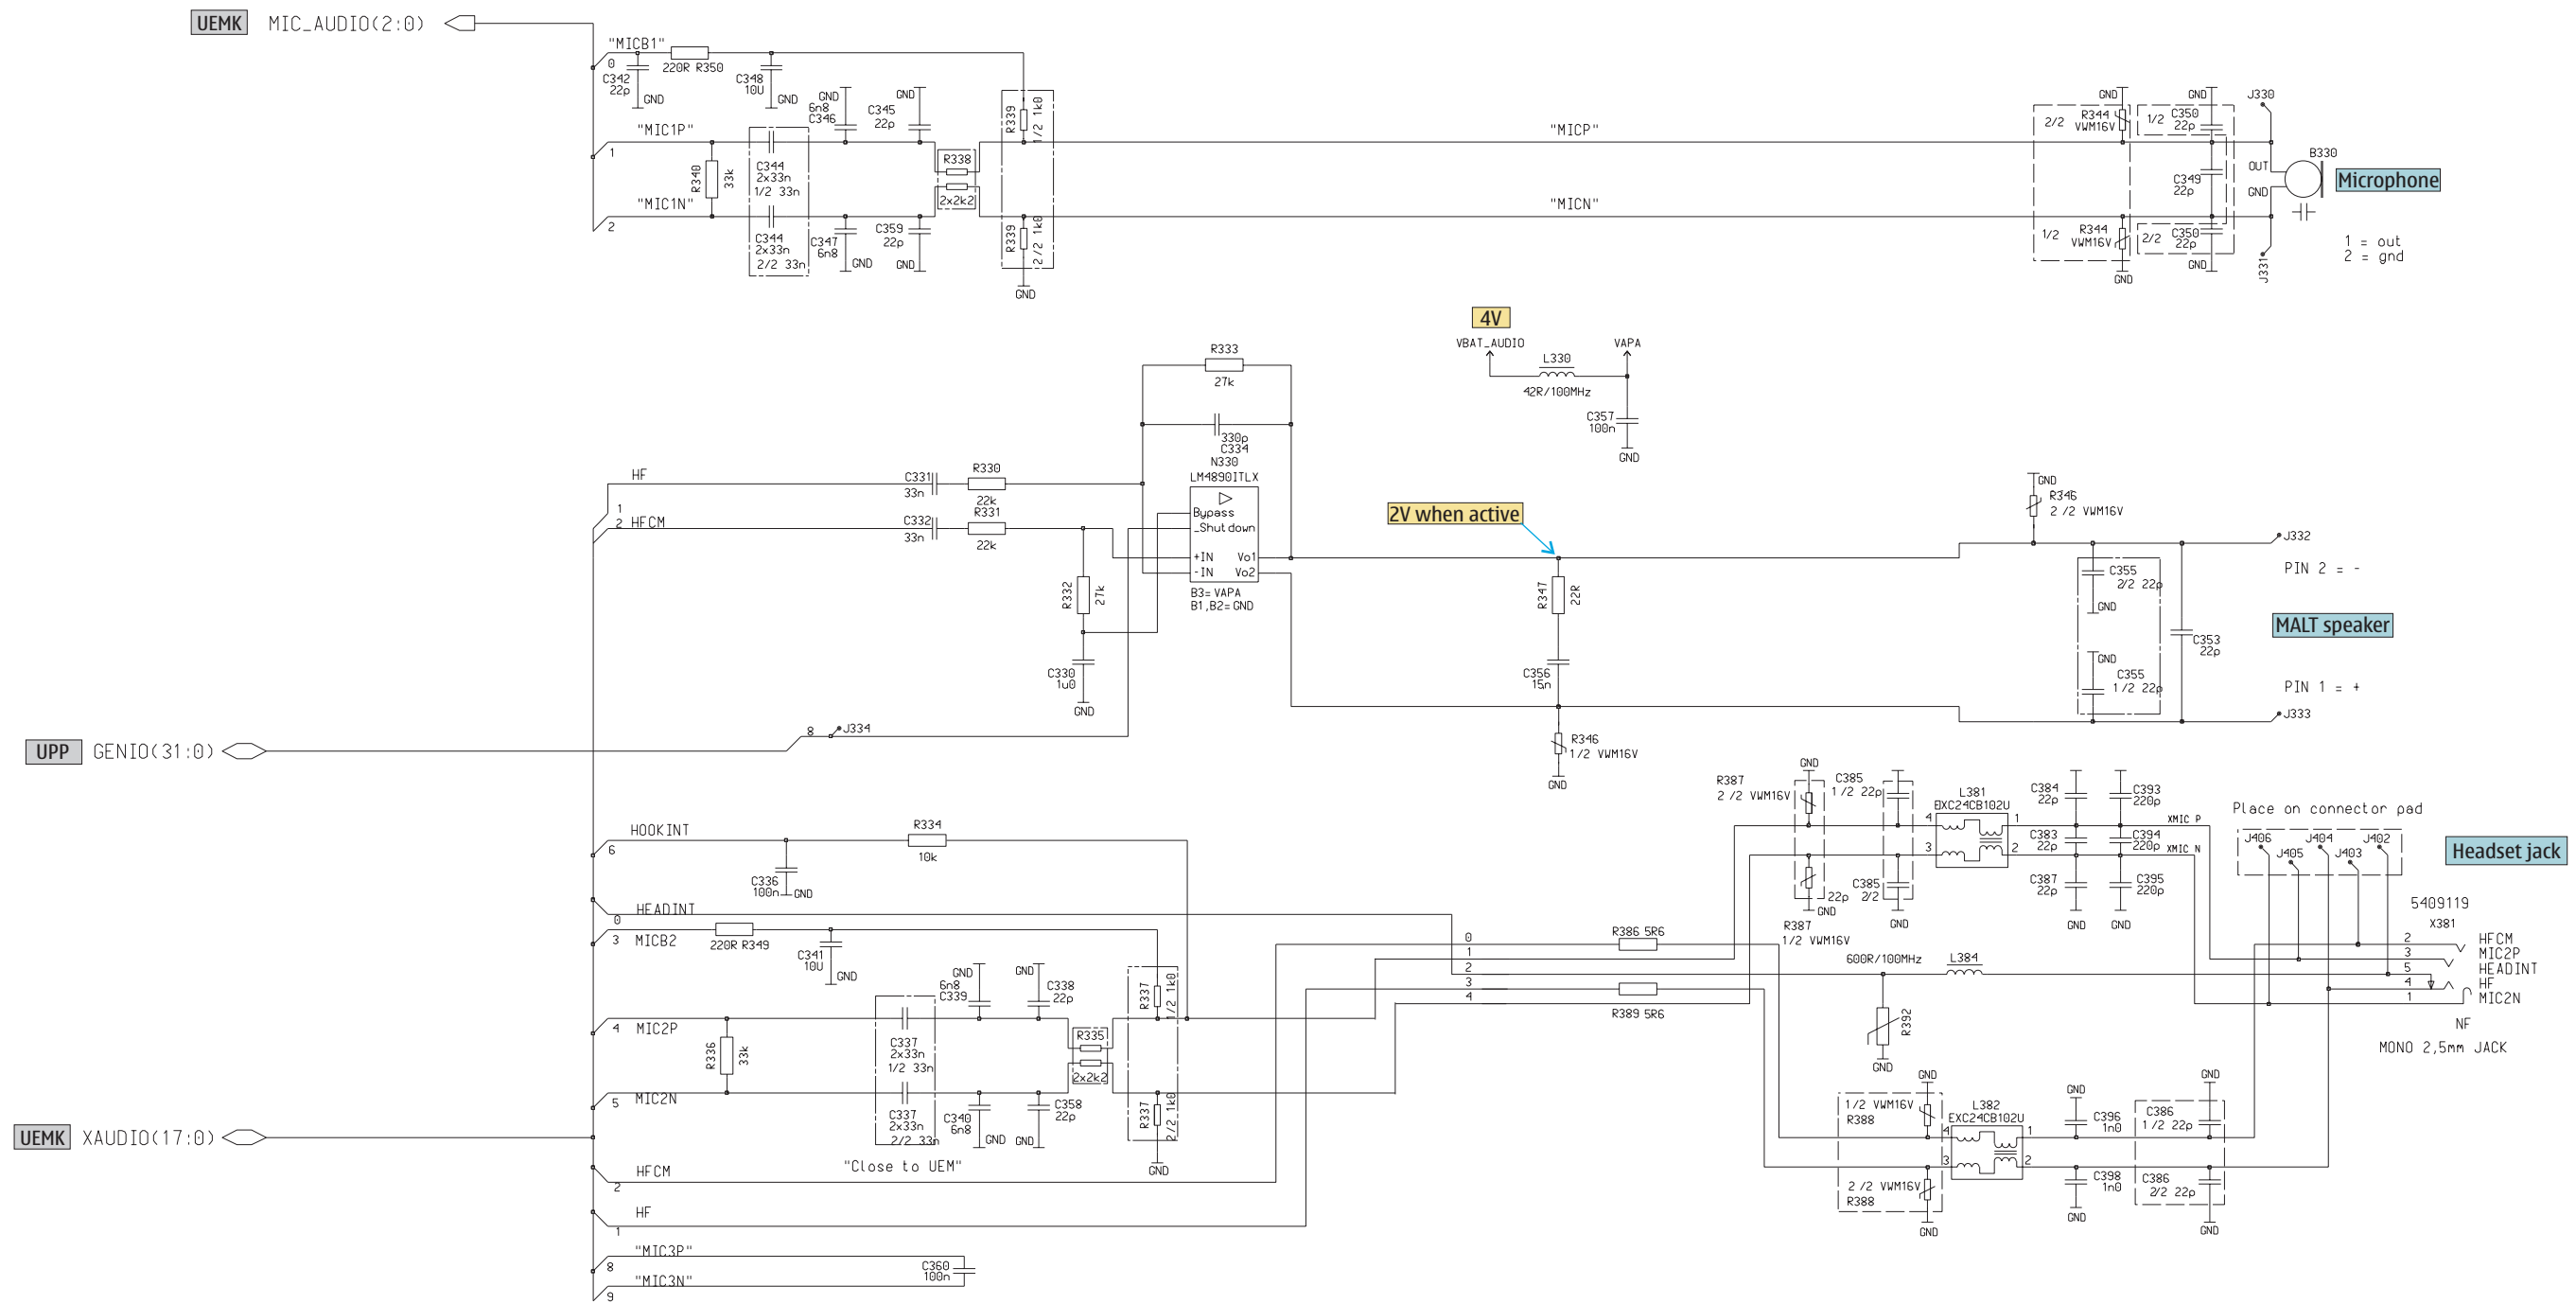 UEMK MIC_AUDIO(2:0)
"MICB1"
0
C342
22p
GND
220R R350
C348
10U
GND
"MIC1P"
1
R340
33k
"MIC1N"
2
C344
2x33n
1/2 33n
C344
2x33n
2/2 33n
GND
6n8
C346
GND
C345
22p
C347
6n8
GND
C359
22p
GND
R338
2x2k2
R339
1/2 1k0
R339
2/2 1k0
GND
"MICP"
"MICN"
2/2
GND
R344
VWM16V
1/2
R344
VWM16V
GND
GND
1/2 C350
22p
C349
22p
2/2 C350
22p
GND
J330
OUT
GND
J331
B330
Microphone
1 = out
2 = gnd
4V
VBAT_AUDIO
L330
42R/100MHz
VAPA
C357
100n
GND
R333
27k
330p
C334
N330
LM4890ITLX
Bypass
_Shutdown
+IN Vo1
-IN Vo2
B3=VAPA
B1,B2=GND
HF
1
2 HFCM
C331
33n
R330
22k
C332
33n
R331
22k
R332
27k
C330
1u0
GND
2V when active
R347
22R
C356
15n
R346
1/2 VWM16V
GND
GND
R346
2/2 VWM16V
C355
2/2 22p
GND
GND
C355
1/2 22p
C353
22p
J332
PIN 2 = -
MALT speaker
PIN 1 = +
J333
UPP GENIO(31:0)
8
J334
HOOKINT
6
R334
10k
C336
100n
GND
HEADINT
0
3 MICB2
220R R349
C341
10U
GND
4 MIC2P
R336
33k
5 MIC2N
C337
2x33n
1/2 33n
C337
2x33n
2/2 33n
"Close to UEM"
GND
6n8
C339
GND
C338
22p
C340
6n8
GND
C358
22p
GND
R335
2x2k2
R337
1/2 1k0
R337
2/2 1k0
GND
UEMK XAUDIO(17:0)
HFCM
2
HF
1
"MIC3P"
8
"MIC3N"
9
C360
100n
0
1
2
3
4
R386 5R6
R389 5R6
GND
R387
2/2 VWM16V
GND
R387
1/2 VWM16V
C385
1/2 22p
22p
C385
2/2
GND
L381
EXC24CB102U
4 1
3 2
C384
22p
C393
220p
XMIC P
C383
22p
C394
220p
XMIC N
C387
22p
C395
220p
GND
GND
600R/100MHz
L384
R392
GND
Place on connector pad
J406
J405
J404
J403
J402
Headset jack
5409119
X381
2 HFCM
3 MIC2P
5 HEADINT
4 HF
1 MIC2N
NF
MONO 2,5mm JACK
GND
1/2 VWM16V
R388
2/2 VWM16V
R388
GND
L382
EXC24CB102U
4 1
3 2
GND
C396
1n0
C398
1n0
GND
GND
C386
1/2 22p
C386
2/2 22p
GND